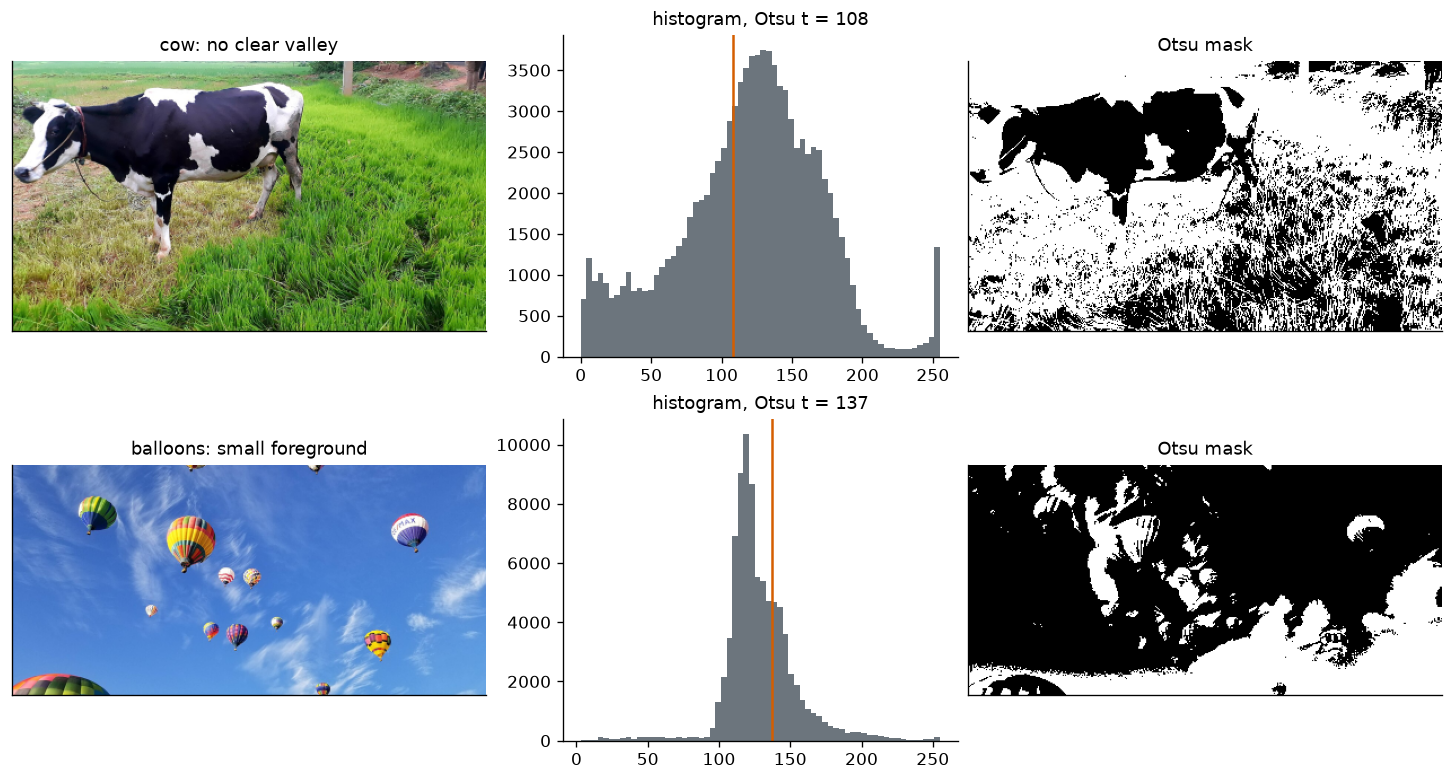 cow: no clear valley
histogram, Otsu t = 108
Otsu mask
3500
3000
2500
2000
1500
1000
500
0
0 50 100 150 200 250
balloons: small foreground
histogram, Otsu t = 137
Otsu mask
10000
8000
6000
4000
2000
0
0 50 100 150 200 250